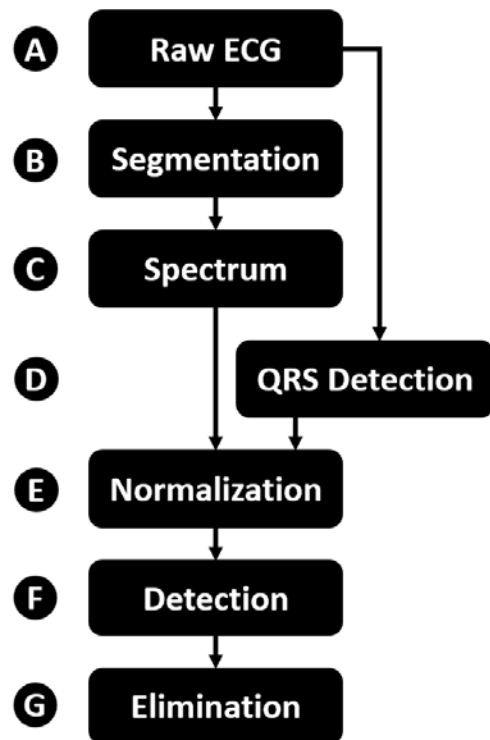 A Raw ECG
B Segmentation
C Spectrum
D QRS Detection
E Normalization
F Detection
G Elimination